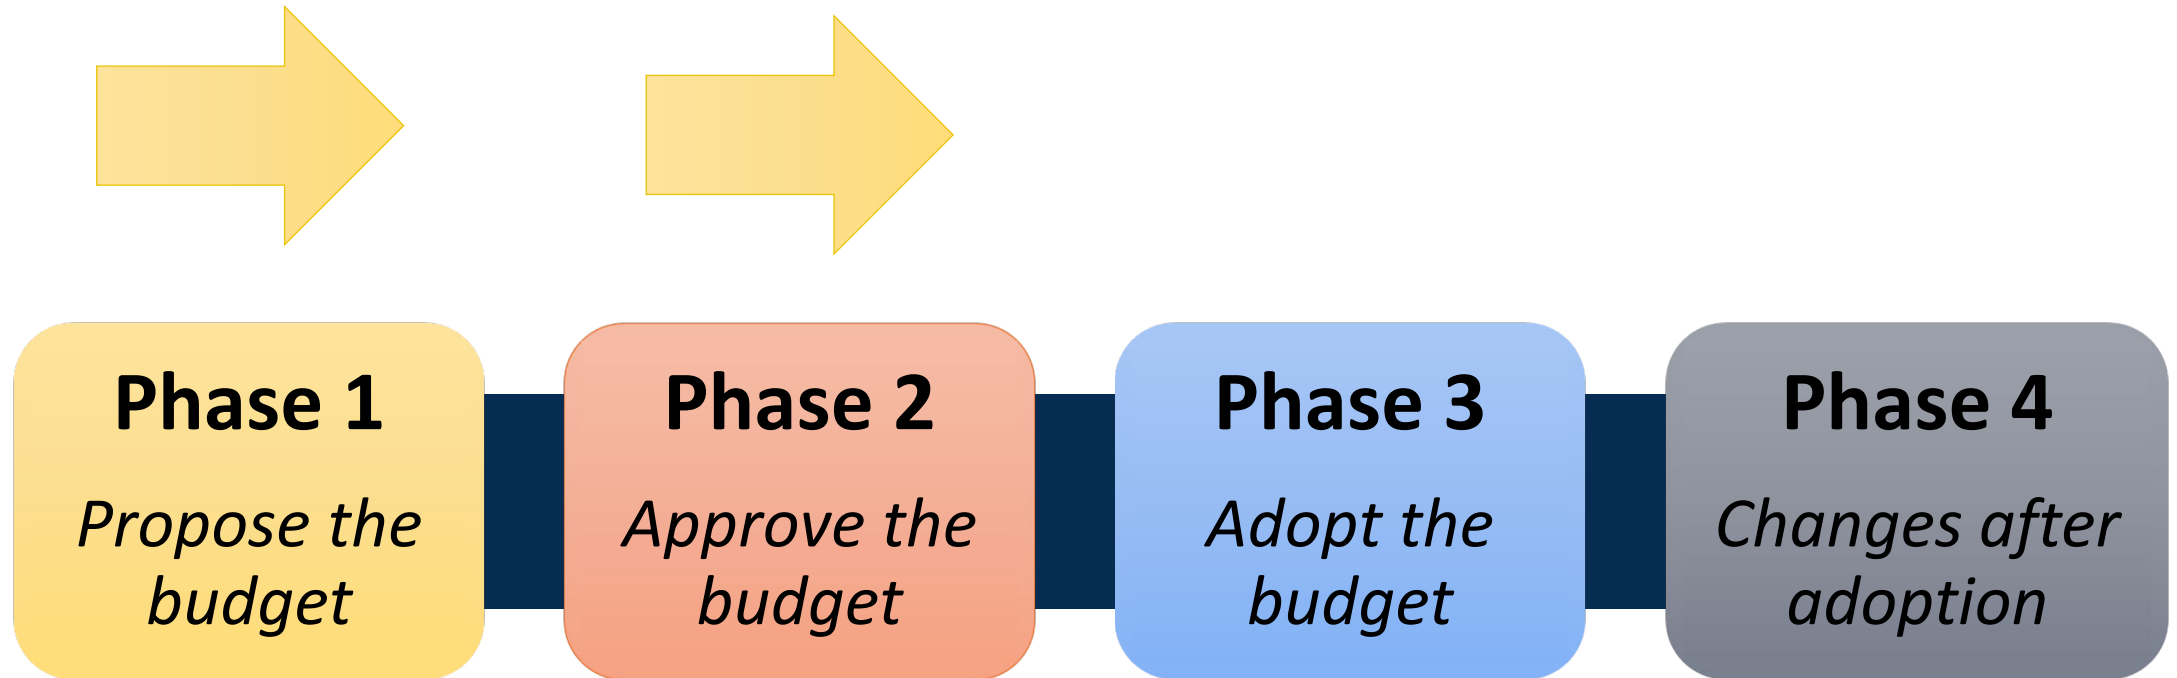 Phase 1
Propose the
budget
Phase 2
Approve the
budget
Phase 3
Adopt the
budget
Phase 4
Changes after
adoption